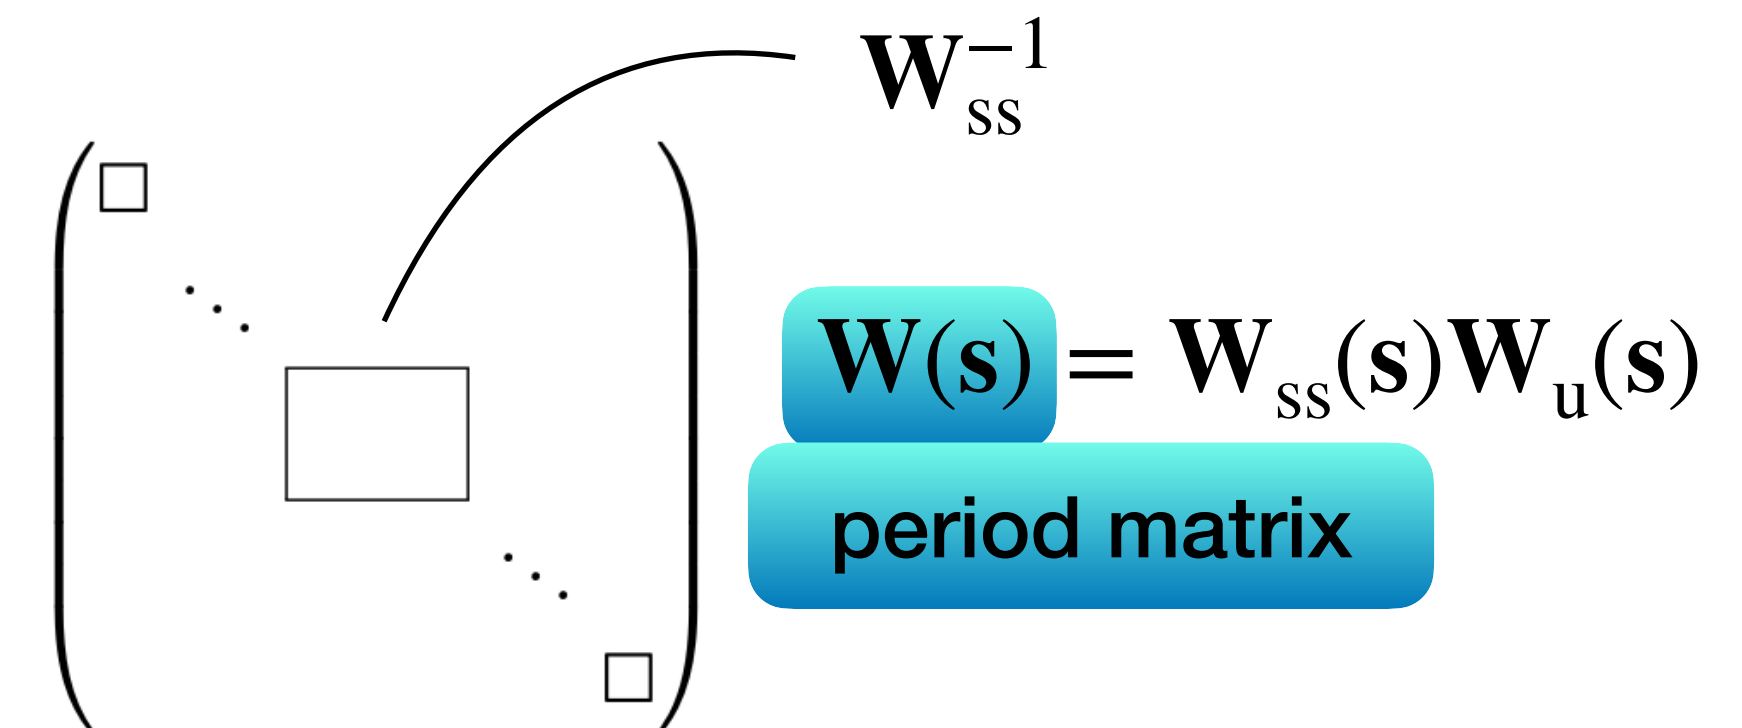 W_ss^{-1}
W(s) = W_ss(s)W_u(s)
period matrix